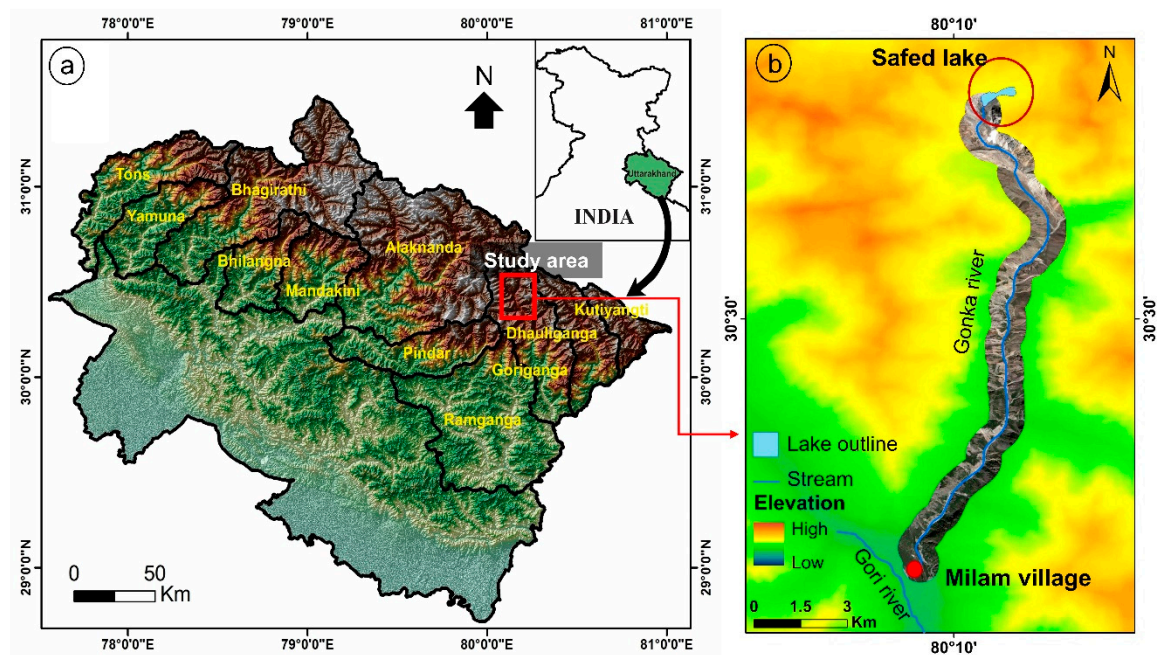 78°0'0"E 79°0'0"E 80°0'0"E 81°0'0"E
a
N
31°0'0"N
30°0'0"N
29°0'0"N
Tons
Yamuna
Bhagirathi
Bhilangna
Mandakini
Alaknanda
Study area
Kutiyangti
Dhauliganga
Pindar
Goriganga
Ramganga
Uttarakhand
INDIA
31°0'0"N
30°0'0"N
29°0'0"N
0 50
Km
78°0'0"E 79°0'0"E 80°0'0"E 81°0'0"E
80°10'
b
Safed lake
N
30°30'
30°30'
Gonka river
Lake outline
Stream
Elevation
High
Low
Gori river
Milam village
0 1.5 3
Km
80°10'